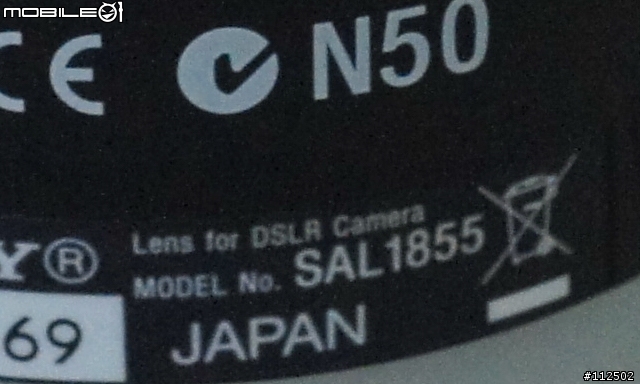 MOBILE01
CE N50
Y®
Lens for DSLR Camera
MODEL No. SAL1855
69
JAPAN
#112502